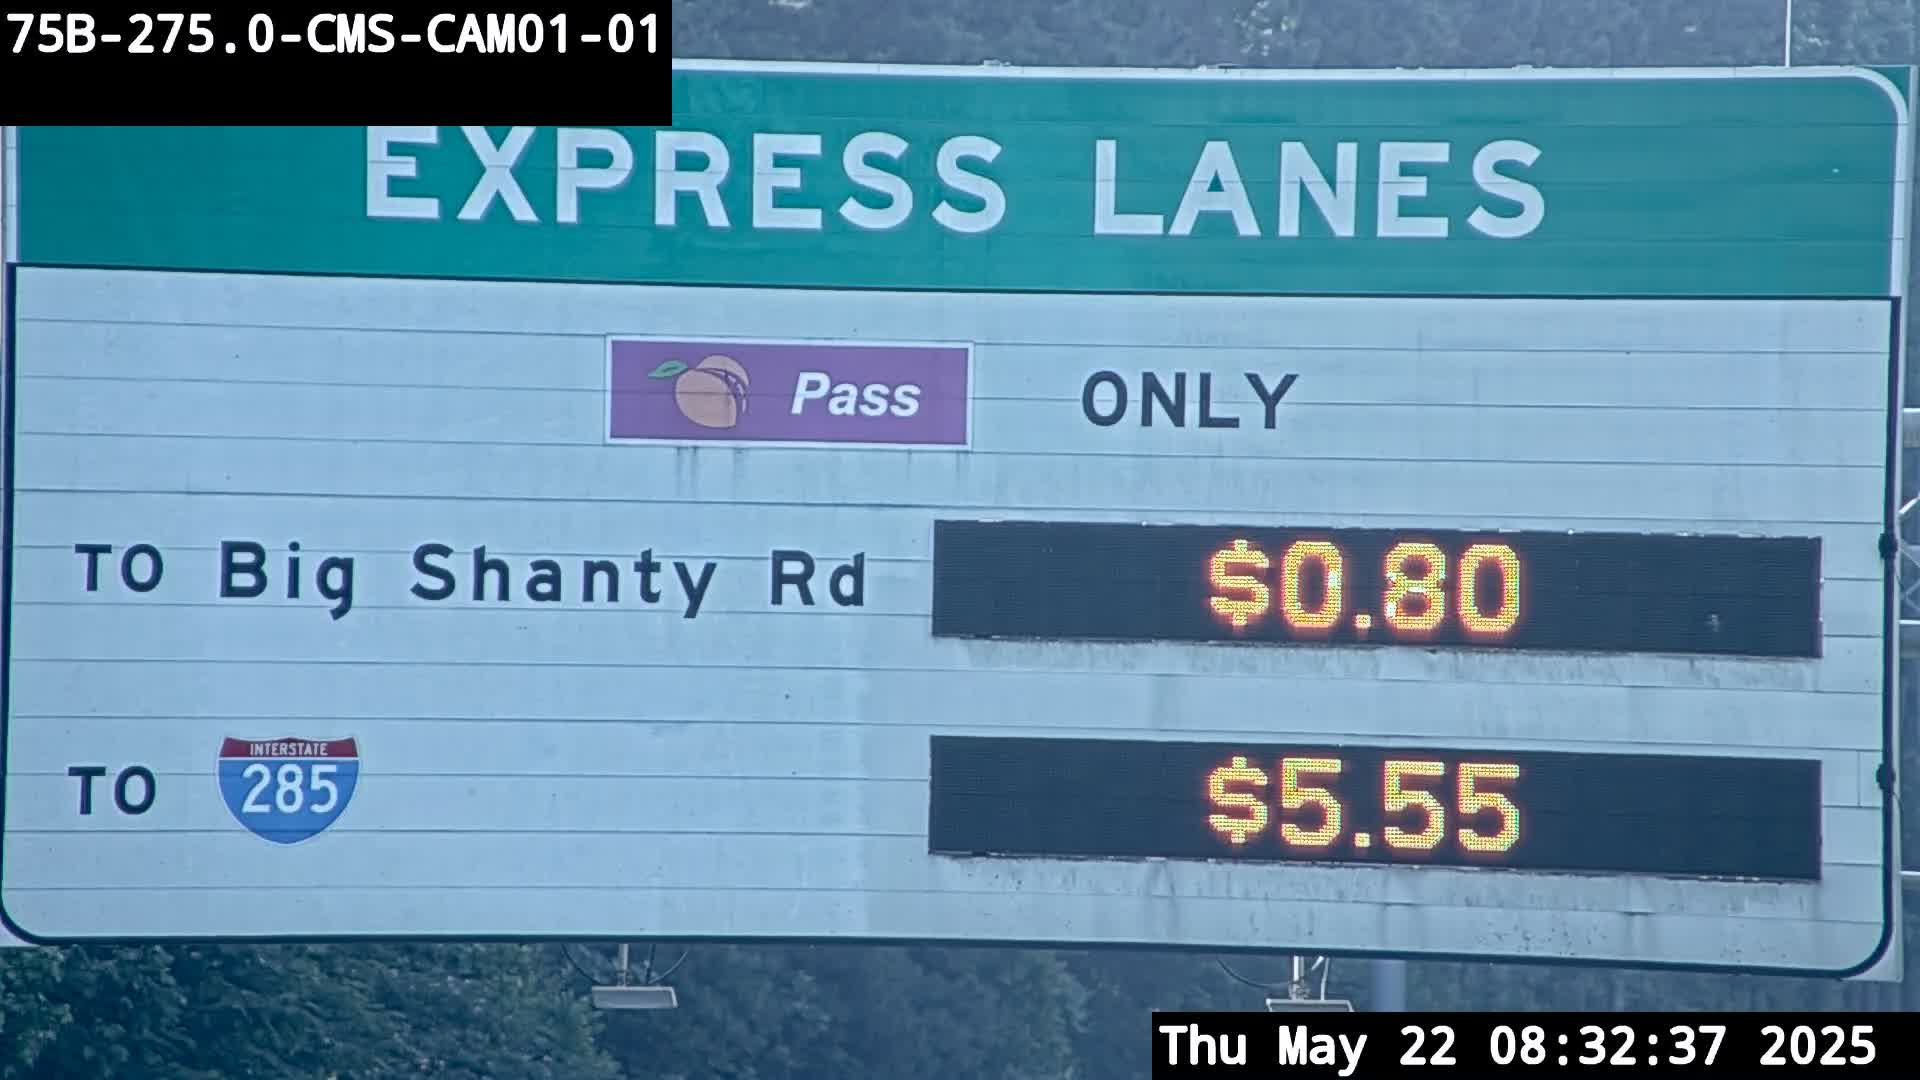 75B-275.0-CMS-CAM01-01
EXPRESS LANES
Pass ONLY
TO Big Shanty Rd $0.80
INTERSTATE
TO 285 $5.55
Thu May 22 08:32:37 2025